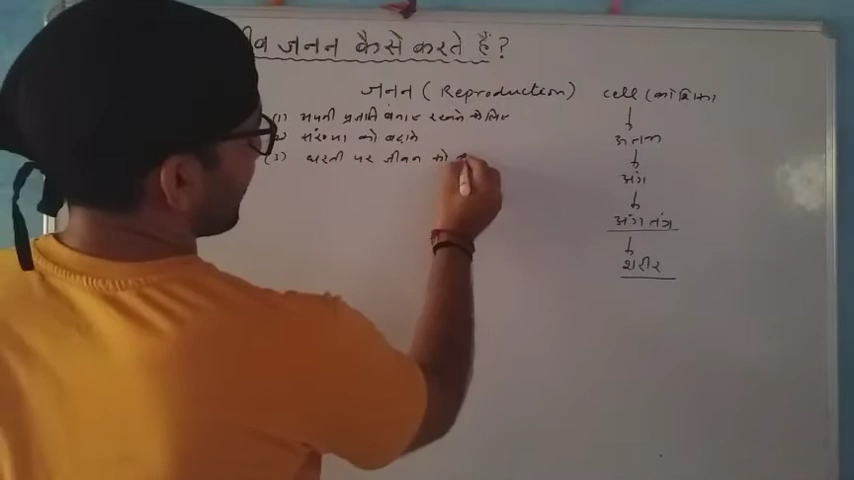 जनन कैसे करते हैं?
जनन (Reproduction)
(1) अपनी प्रजाति बनाए रखने के लिए
संख्या को बढ़ाने
(3) धरती पर जीवन को
cell (कोशिका)
↓
ऊतक
↓
अंग
↓
अंग तंत्र
↓
शरीर